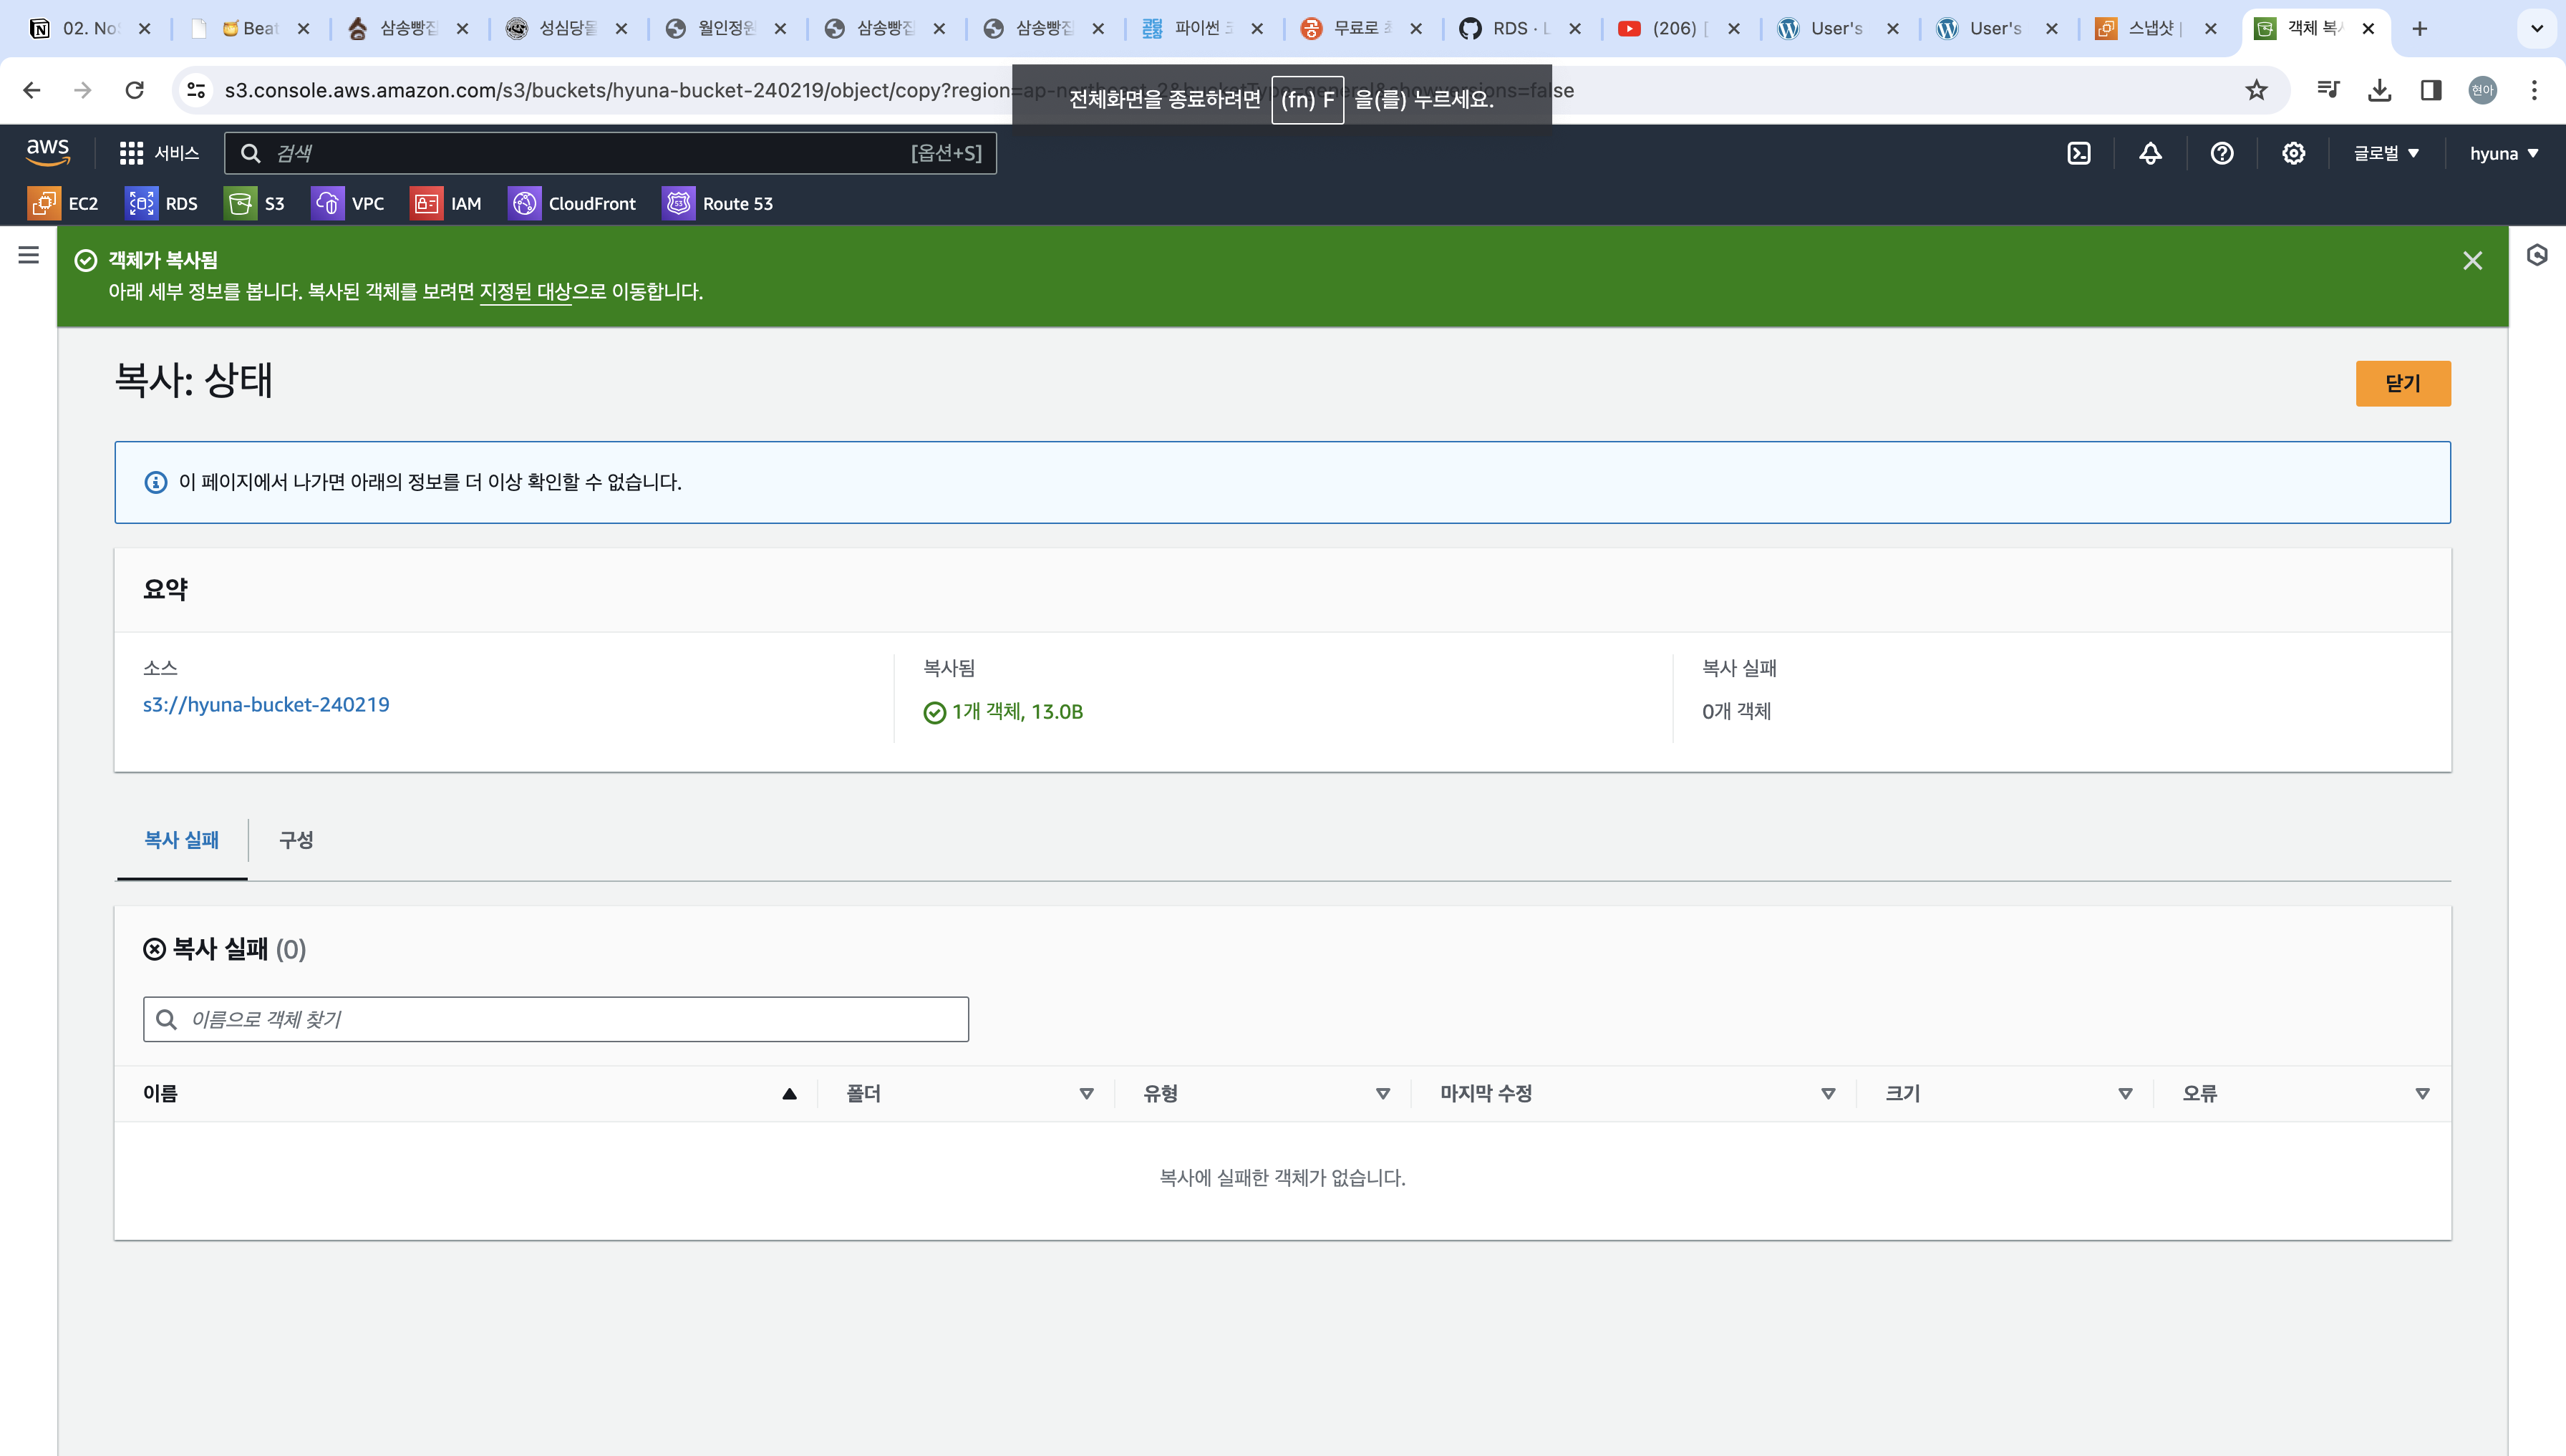 02. No
Beat
삼송빵집
성심당몰
월인정원
삼송빵집
삼송빵집
파이썬
무료로
RDS · L
(206) [
User's
User's
스냅샷 |
객체 복사
s3.console.aws.amazon.com/s3/buckets/hyuna-bucket-240219/object/copy?region=ap-northeast-2&bucketType=general&showversions=false
전체화면을 종료하려면 (fn) F 을(를) 누르세요.
현아
aws
서비스
검색
[옵션+S]
글로벌
hyuna
EC2
RDS
S3
VPC
IAM
CloudFront
Route 53
객체가 복사됨
아래 세부 정보를 봅니다. 복사된 객체를 보려면 지정된 대상으로 이동합니다.
복사: 상태
닫기
이 페이지에서 나가면 아래의 정보를 더 이상 확인할 수 없습니다.
요약
소스
s3://hyuna-bucket-240219
복사됨
1개 객체, 13.0B
복사 실패
0개 객체
복사 실패
구성
복사 실패 (0)
이름으로 객체 찾기
이름
폴더
유형
마지막 수정
크기
오류
복사에 실패한 객체가 없습니다.